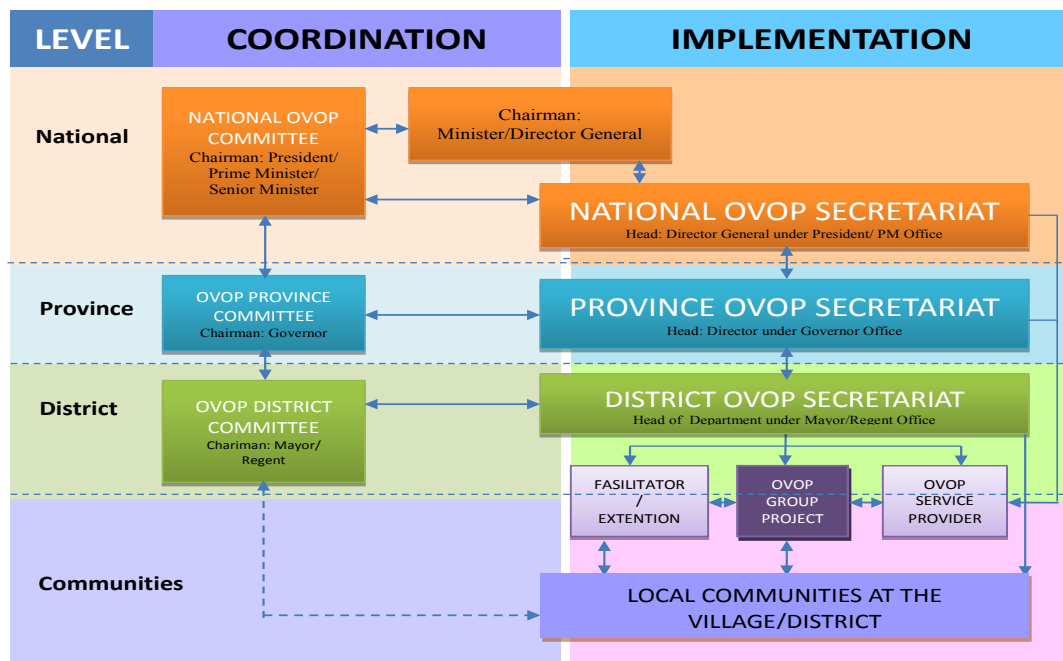 LEVEL
COORDINATION
IMPLEMENTATION
National
NATIONAL OVOP
COMMITTEE
Chairman: President/
Prime Minister/
Senior Minister
Chairman:
Minister/Director General
NATIONAL OVOP SECRETARIAT
Head: Director General under President/ PM Office
Province
OVOP PROVINCE
COMMITTEE
Chairman: Governor
PROVINCE OVOP SECRETARIAT
Head: Director under Governor Office
District
OVOP DISTRICT
COMMITTEE
Chariman: Mayor/
Regent
DISTRICT OVOP SECRETARIAT
Head of Department under Mayor/Regent Office
FASILITATOR
/
EXTENTION
OVOP
GROUP
PROJECT
OVOP
SERVICE
PROVIDER
Communities
LOCAL COMMUNITIES AT THE
VILLAGE/DISTRICT